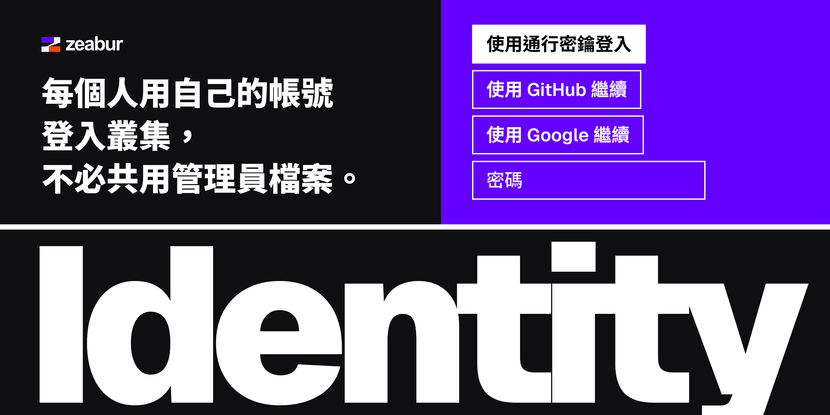 zeabur
每個人用自己的帳號
登入叢集，
不必共用管理員檔案。
使用通行密鑰登入
使用 GitHub 繼續
使用 Google 繼續
密碼
Identity